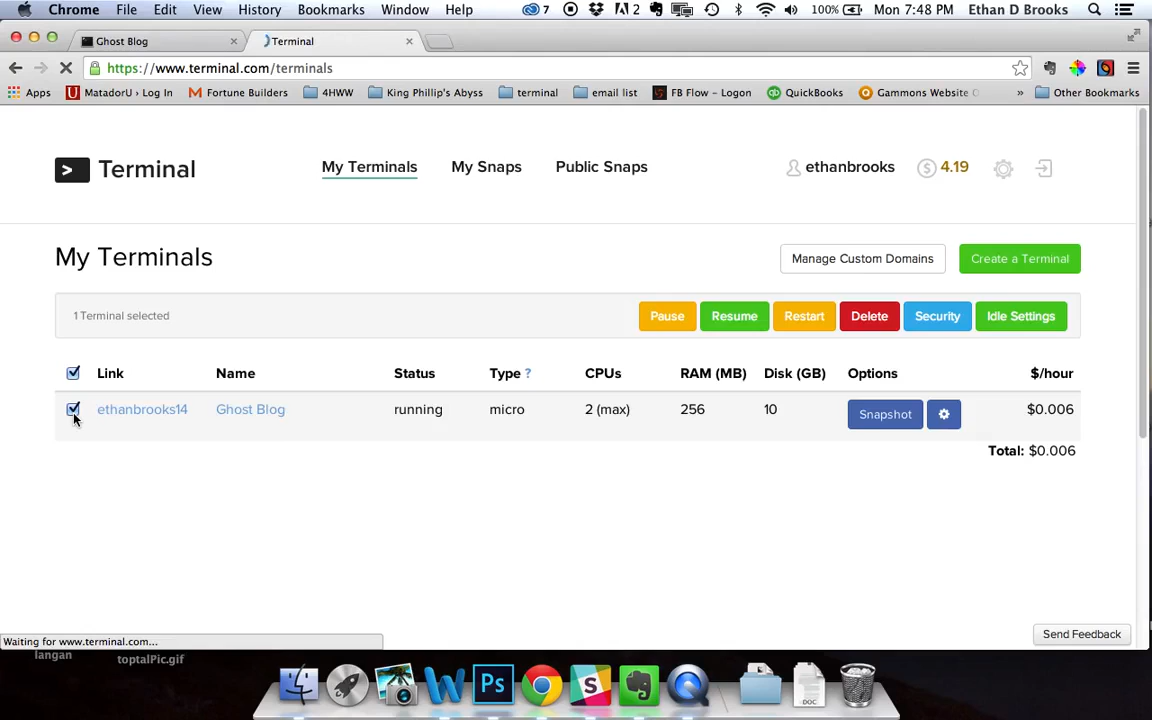 Chrome File Edit View History Bookmarks Window Help 7 2 100% Mon 7:48 PM Ethan D Brooks
Ghost Blog Terminal
https://www.terminal.com/terminals
Apps MatadorU › Log In Fortune Builders 4HWW King Phillip's Abyss terminal email list FB Flow – Logon QuickBooks Gammons Website » Other Bookmarks
> Terminal My Terminals My Snaps Public Snaps ethanbrooks $ 4.19
My Terminals Manage Custom Domains Create a Terminal
1 Terminal selected Pause Resume Restart Delete Security Idle Settings
Link Name Status Type ? CPUs RAM (MB) Disk (GB) Options $/hour
ethanbrooks14 Ghost Blog running micro 2 (max) 256 10 Snapshot $0.006
Total: $0.006
Send Feedback
Waiting for www.terminal.com...
langan toptalPic.gif
W Ps S DOC